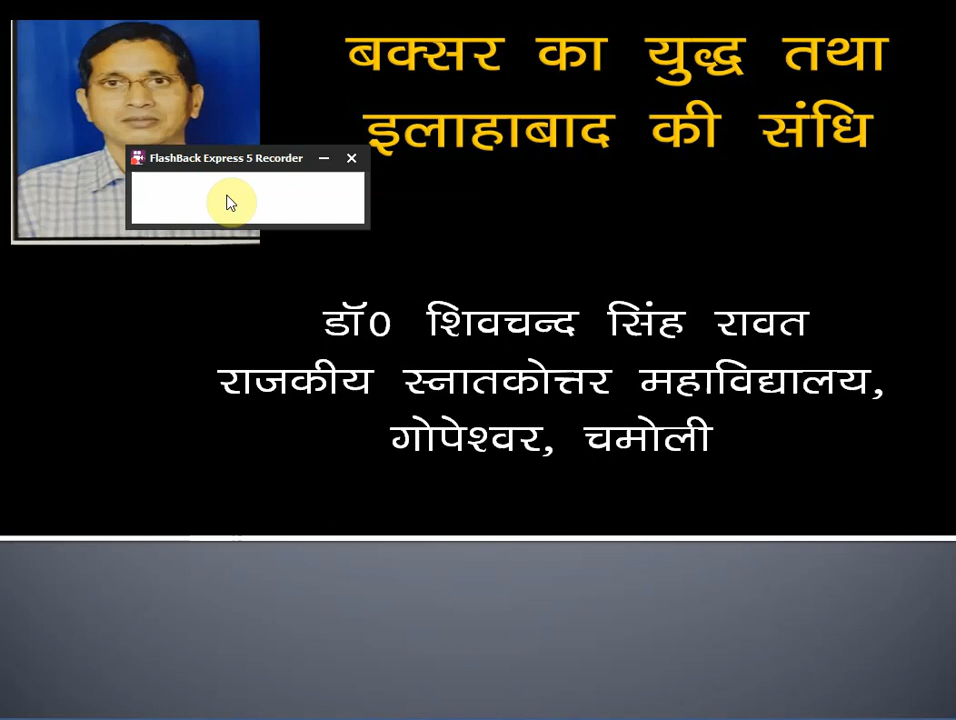 बक्सर का युद्ध तथा
इलाहाबाद की संधि
FlashBack Express 5 Recorder
डॉ0 शिवचन्द सिंह रावत
राजकीय स्नातकोत्तर महाविद्यालय,
गोपेश्वर, चमोली